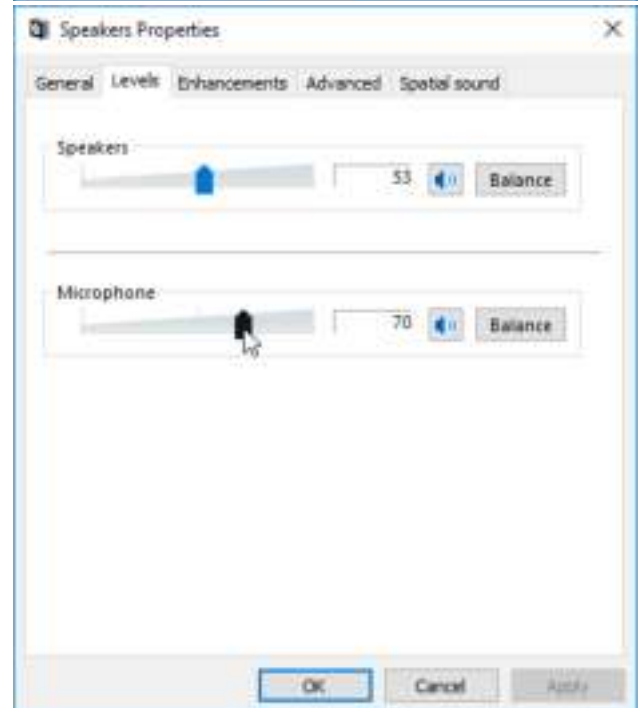 Speakers Properties
General Levels Enhancements Advanced Spatial sound
Speakers
53 Balance
Microphone
70 Balance
OK Cancel Apply